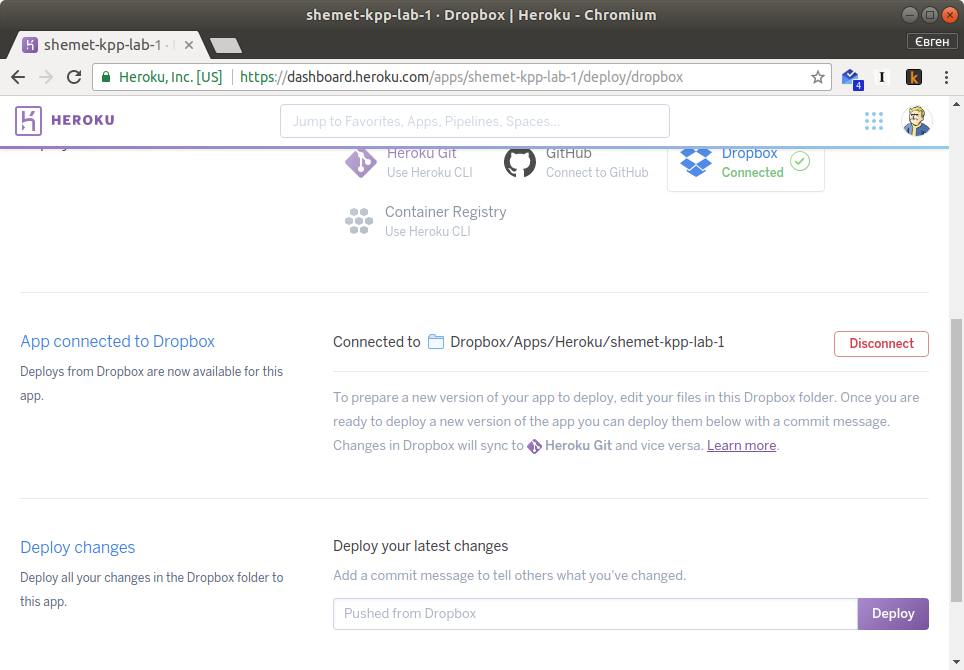 shemet-kpp-lab-1 · Dropbox | Heroku - Chromium
shemet-kpp-lab-1 ·
Євген
Heroku, Inc. [US]
https://dashboard.heroku.com/apps/shemet-kpp-lab-1/deploy/dropbox
4
I
k
HEROKU
Jump to Favorites, Apps, Pipelines, Spaces...
Heroku Git
Use Heroku CLI
GitHub
Connect to GitHub
Dropbox
Connected
Container Registry
Use Heroku CLI
App connected to Dropbox
Deploys from Dropbox are now available for this
app.
Connected to Dropbox/Apps/Heroku/shemet-kpp-lab-1
Disconnect
To prepare a new version of your app to deploy, edit your files in this Dropbox folder. Once you are
ready to deploy a new version of the app you can deploy them below with a commit message.
Changes in Dropbox will sync to Heroku Git and vice versa. Learn more.
Deploy changes
Deploy all your changes in the Dropbox folder to
this app.
Deploy your latest changes
Add a commit message to tell others what you've changed.
Pushed from Dropbox
Deploy